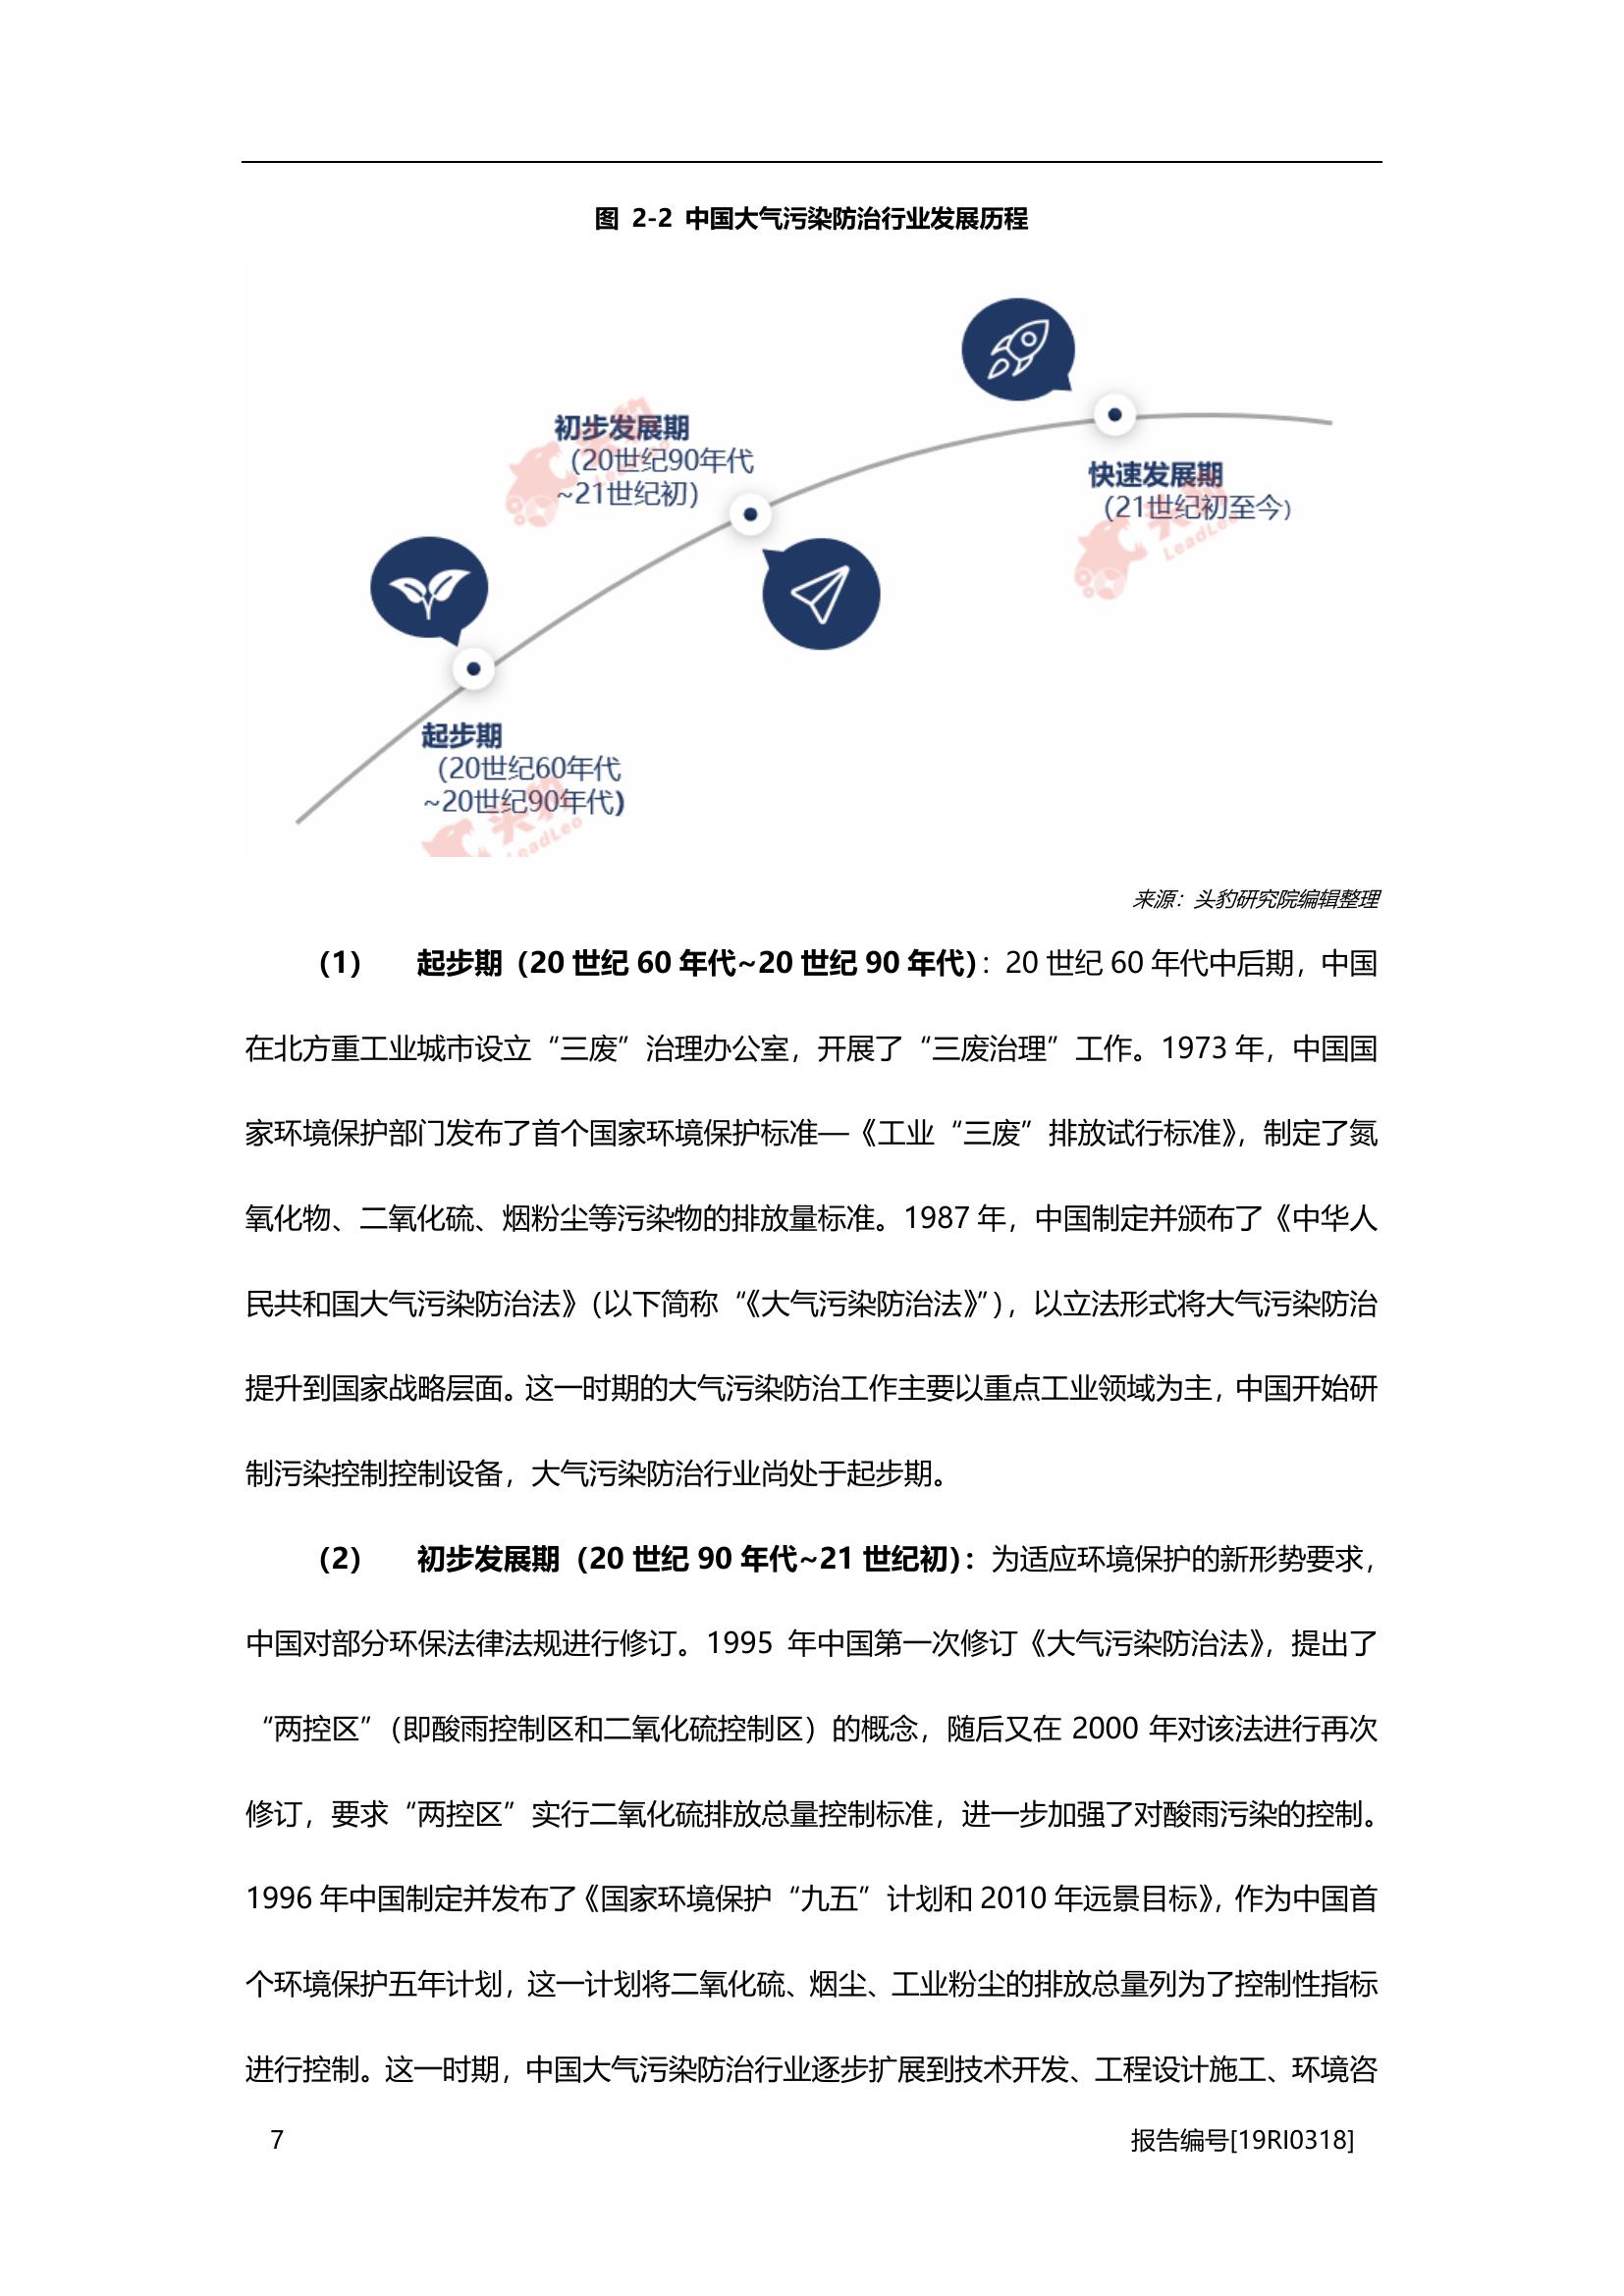 图 2-2 中国大气污染防治行业发展历程
初步发展期
（20世纪90年代
~21世纪初）
快速发展期
（21世纪初至今）
起步期
（20世纪60年代
~20世纪90年代）
头豹
LeadLeo
头豹
LeadLeo
头豹
LeadLeo
来源：头豹研究院编辑整理
（1） 起步期（20 世纪 60 年代~20 世纪 90 年代）：20 世纪 60 年代中后期，中国
在北方重工业城市设立“三废”治理办公室，开展了“三废治理”工作。1973 年，中国国
家环境保护部门发布了首个国家环境保护标准—《工业“三废”排放试行标准》，制定了氮
氧化物、二氧化硫、烟粉尘等污染物的排放量标准。1987 年，中国制定并颁布了《中华人
民共和国大气污染防治法》（以下简称“《大气污染防治法》”），以立法形式将大气污染防治
提升到国家战略层面。这一时期的大气污染防治工作主要以重点工业领域为主，中国开始研
制污染控制控制设备，大气污染防治行业尚处于起步期。
（2） 初步发展期（20 世纪 90 年代~21 世纪初）：为适应环境保护的新形势要求，
中国对部分环保法律法规进行修订。1995 年中国第一次修订《大气污染防治法》，提出了
“两控区”（即酸雨控制区和二氧化硫控制区）的概念，随后又在 2000 年对该法进行再次
修订，要求“两控区”实行二氧化硫排放总量控制标准，进一步加强了对酸雨污染的控制。
1996 年中国制定并发布了《国家环境保护“九五”计划和 2010 年远景目标》，作为中国首
个环境保护五年计划，这一计划将二氧化硫、烟尘、工业粉尘的排放总量列为了控制性指标
进行控制。这一时期，中国大气污染防治行业逐步扩展到技术开发、工程设计施工、环境咨
7
报告编号[19RI0318]